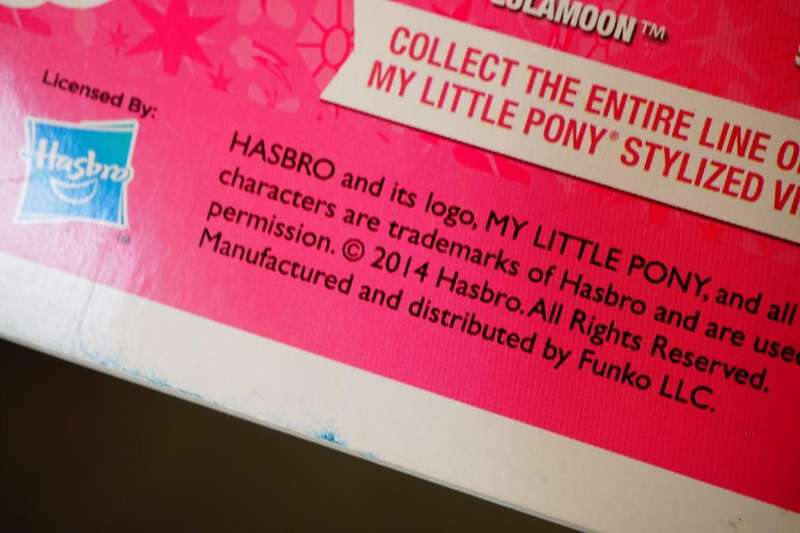 LULAMOON™
COLLECT THE ENTIRE LINE O
MY LITTLE PONY® STYLIZED VI
Licensed By:
Hasbro
HASBRO and its logo, MY LITTLE PONY, and all
characters are trademarks of Hasbro and are used
permission. © 2014 Hasbro. All Rights Reserved.
Manufactured and distributed by Funko LLC.